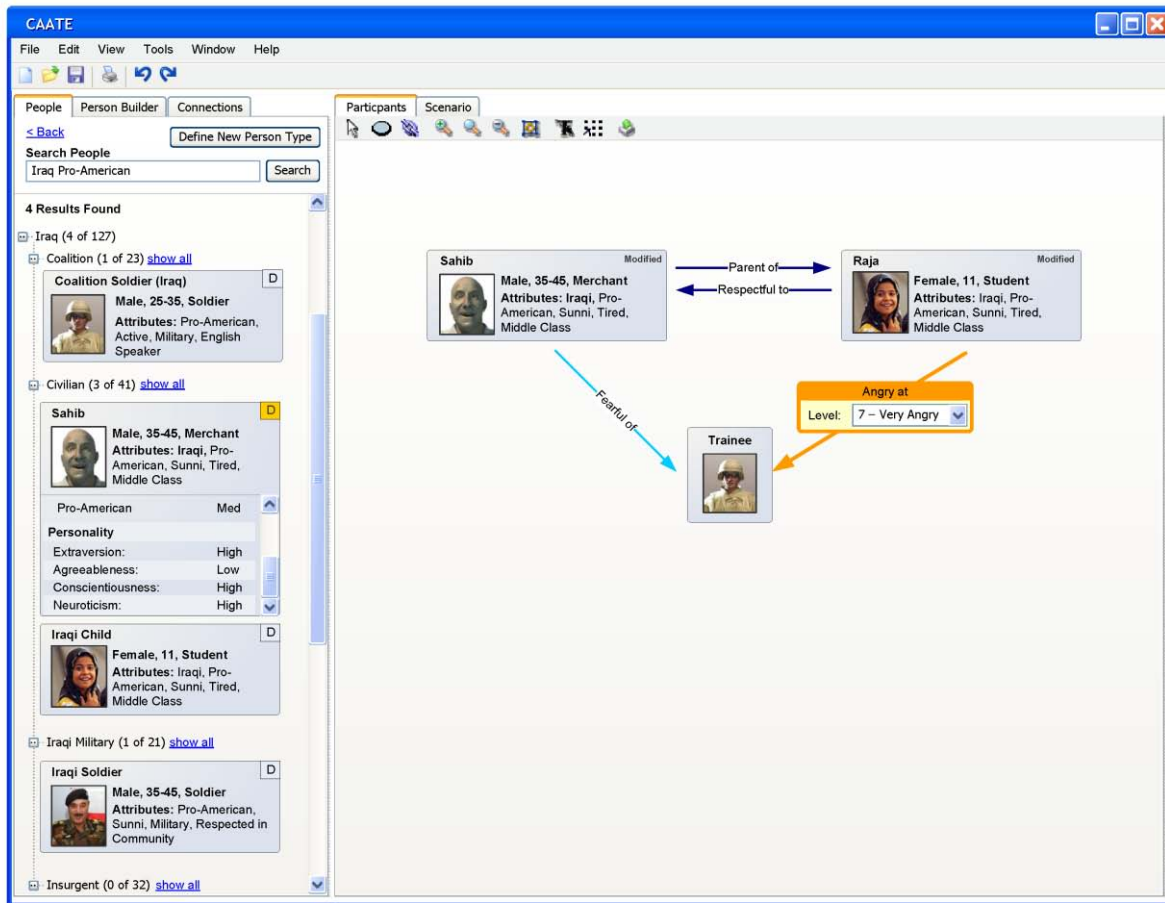 CAATE
File Edit View Tools Window Help
People Person Builder Connections
< Back
Define New Person Type
Search People
Iraq Pro-American
Search
4 Results Found
Iraq (4 of 127)
Coalition (1 of 23) show all
Coalition Soldier (Iraq)
D
Male, 25-35, Soldier
Attributes: Pro-American,
Active, Military, English
Speaker
Civilian (3 of 41) show all
Sahib
D
Male, 35-45, Merchant
Attributes: Iraqi, Pro-
American, Sunni, Tired,
Middle Class
Pro-American Med
Personality
Extraversion: High
Agreeableness: Low
Conscientiousness: High
Neuroticism: High
Iraqi Child
D
Female, 11, Student
Attributes: Iraq, Pro-
American, Sunni, Tired,
Middle Class
Iraqi Military (1 of 21) show all
Iraqi Soldier
D
Male, 35-45, Soldier
Attributes: Pro-American,
Sunni, Military, Respected in
Community
Insurgent (0 of 32) show all
Particpants Scenario
Sahib
Modified
Male, 35-45, Merchant
Attributes: Iraqi, Pro-
American, Sunni, Tired,
Middle Class
Parent of
Respectful to
Raja
Modified
Female, 11, Student
Attributes: Iraq, Pro-
American, Sunni, Tired,
Middle Class
Fearful of
Angry at
Level: 7 – Very Angry
Trainee